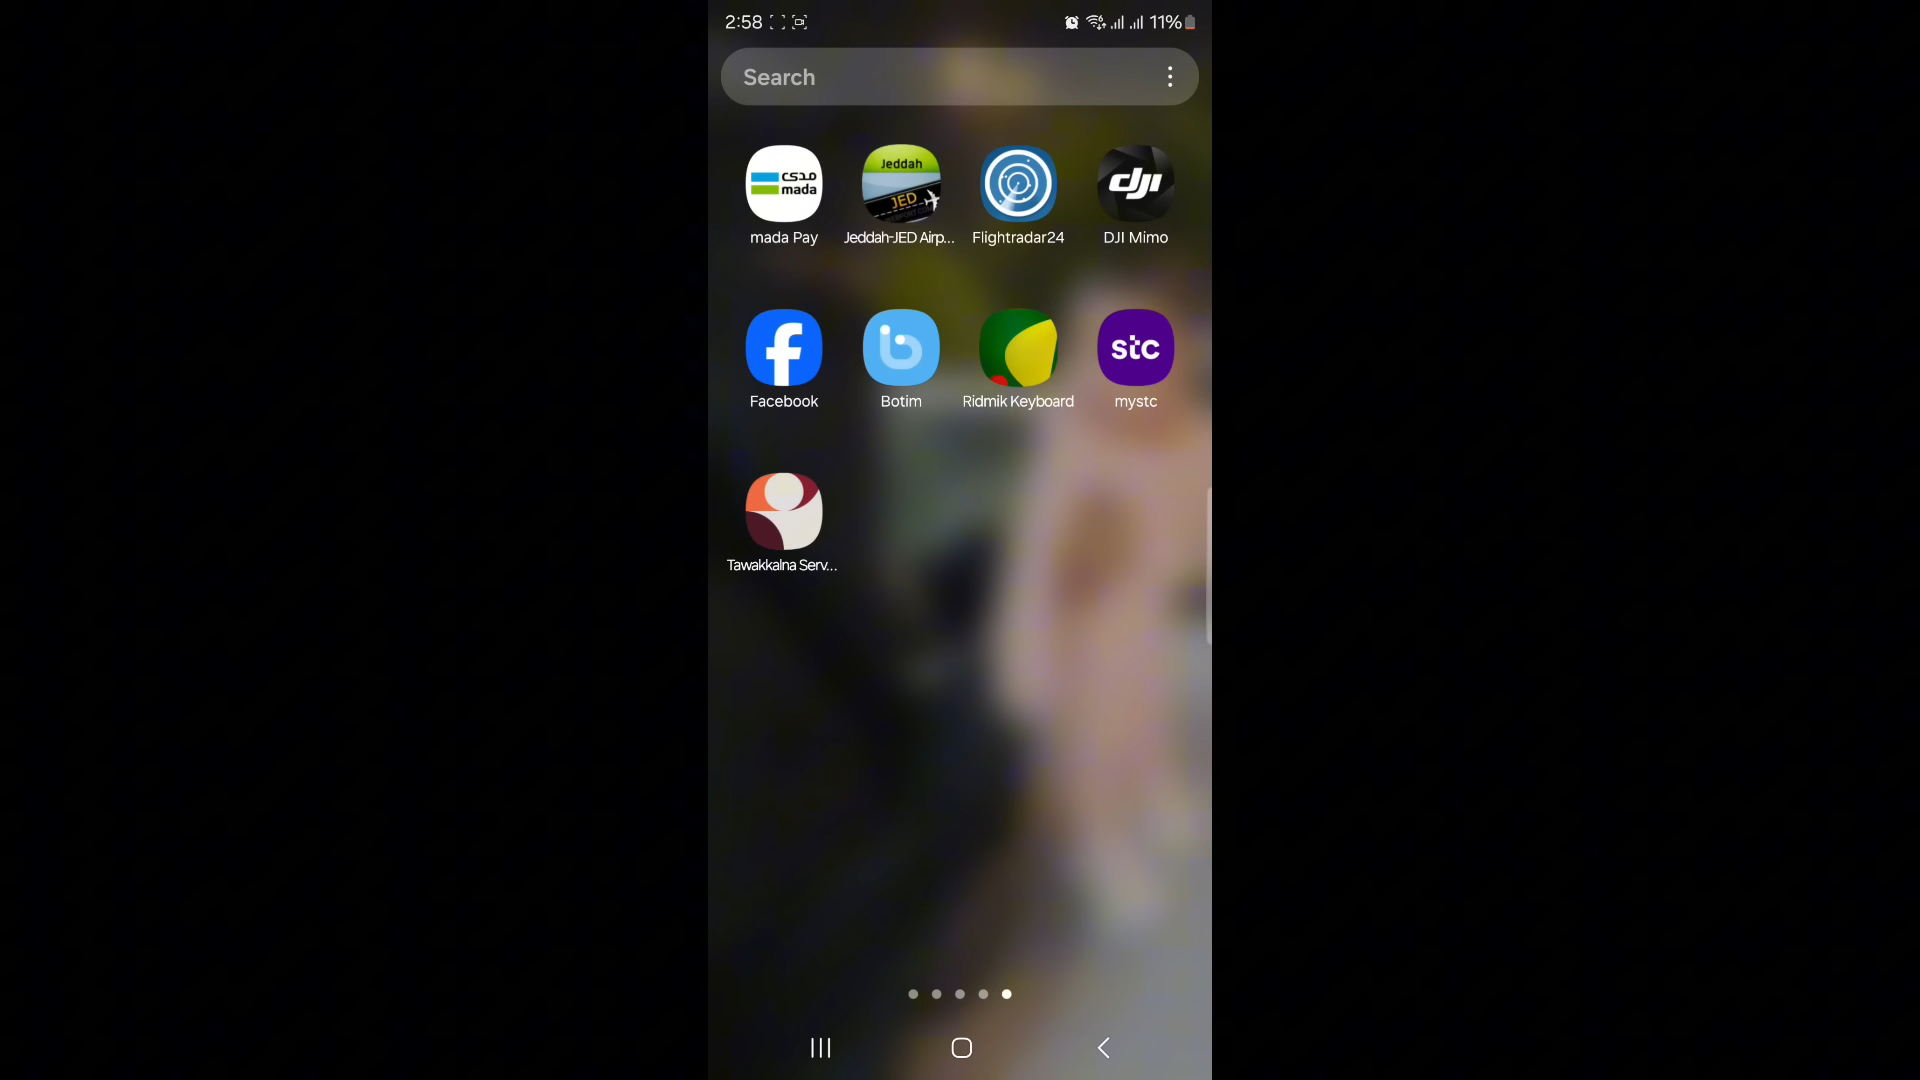 2:58
11%
Search
مدى
mada
Jeddah
JED
dji
mada Pay
Jeddah-JED Airp...
Flightradar24
DJI Mimo
stc
Facebook
Botim
Ridmik Keyboard
mystc
Tawakkalna Serv...